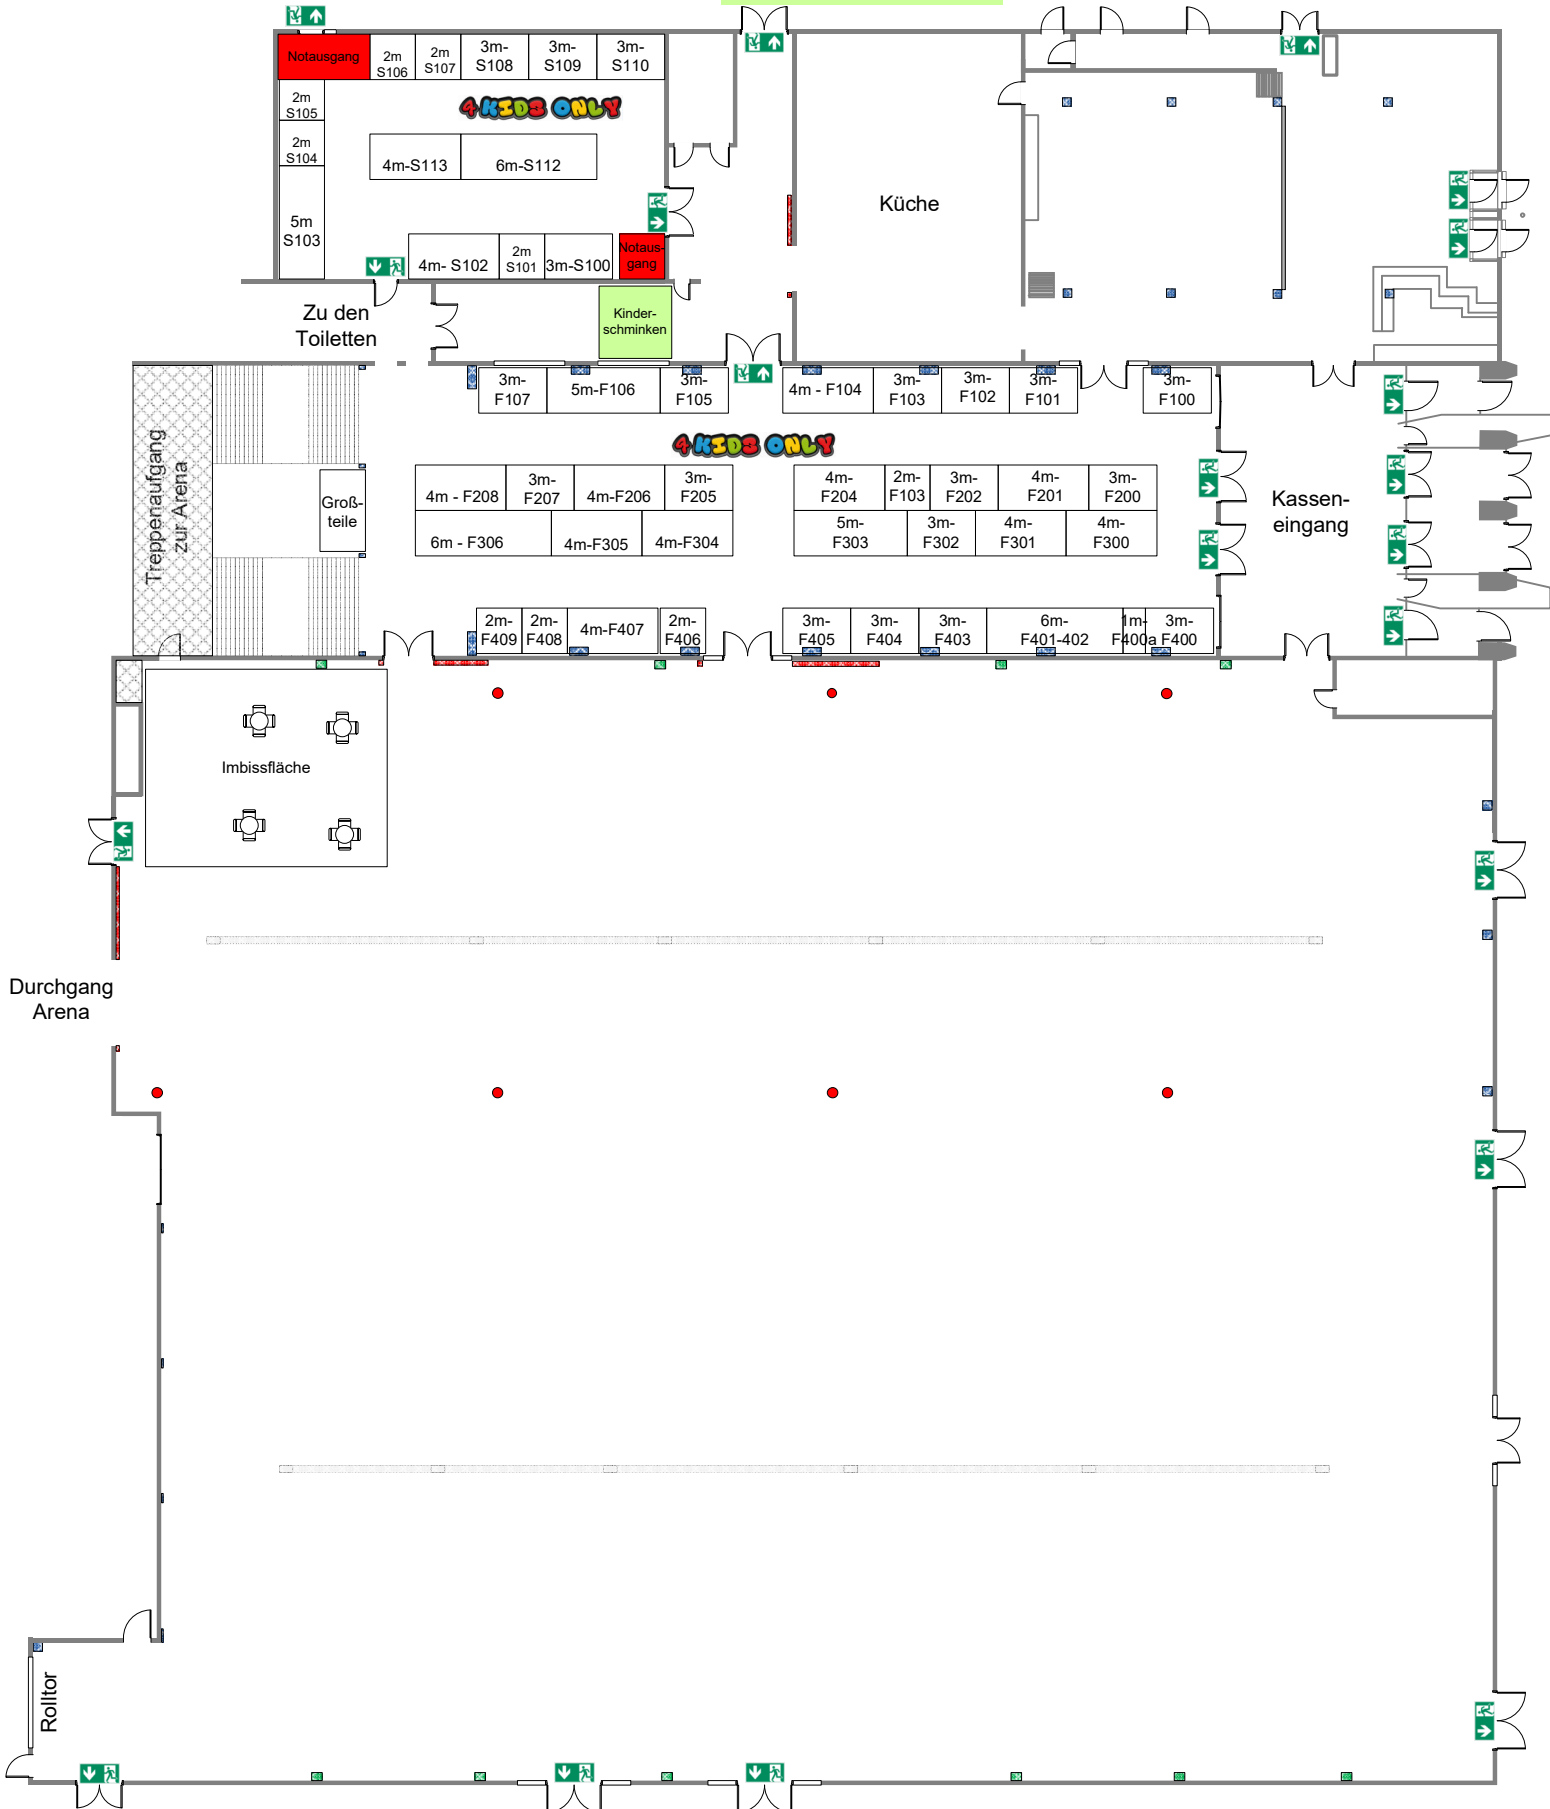 Notausgang
2m
S106
2m
S107
3m-
S108
3m-
S109
3m-
S110
2m
S105
4 KIDS ONLY
2m
S104
4m-S113
6m-S112
5m
S103
Küche
4m- S102
2m
S101
3m-S100
Notaus-
gang
Zu den
Toiletten
Kinder-
schminken
3m-
F107
5m-F106
3m-
F105
4m - F104
3m-
F103
3m-
F102
3m-
F101
3m-
F100
4 KIDS ONLY
Treppenaufgang
zur Arena
Groß-
teile
4m - F208
3m-
F207
4m-F206
3m-
F205
4m-
F204
2m-
F103
3m-
F202
4m-
F201
3m-
F200
6m - F306
4m-F305
4m-F304
5m-
F303
3m-
F302
4m-
F301
4m-
F300
Kassen-
eingang
2m-
F409
2m-
F408
4m-F407
2m-
F406
3m-
F405
3m-
F404
3m-
F403
6m-
F401-402
1m-
F400a
3m-
F400
Imbissfläche
Durchgang
Arena
Rolltor